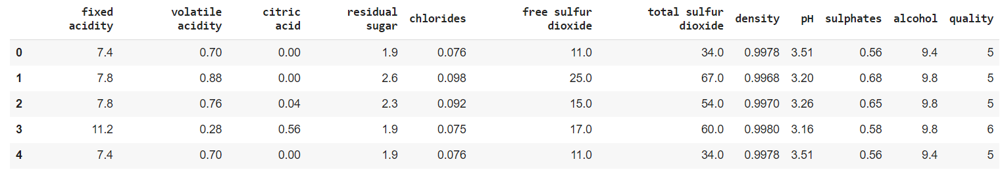 fixed acidity volatile acidity citric acid residual sugar chlorides free sulfur dioxide total sulfur dioxide density pH sulphates alcohol quality
0 7.4 0.70 0.00 1.9 0.076 11.0 34.0 0.9978 3.51 0.56 9.4 5
1 7.8 0.88 0.00 2.6 0.098 25.0 67.0 0.9968 3.20 0.68 9.8 5
2 7.8 0.76 0.04 2.3 0.092 15.0 54.0 0.9970 3.26 0.65 9.8 5
3 11.2 0.28 0.56 1.9 0.075 17.0 60.0 0.9980 3.16 0.58 9.8 6
4 7.4 0.70 0.00 1.9 0.076 11.0 34.0 0.9978 3.51 0.56 9.4 5